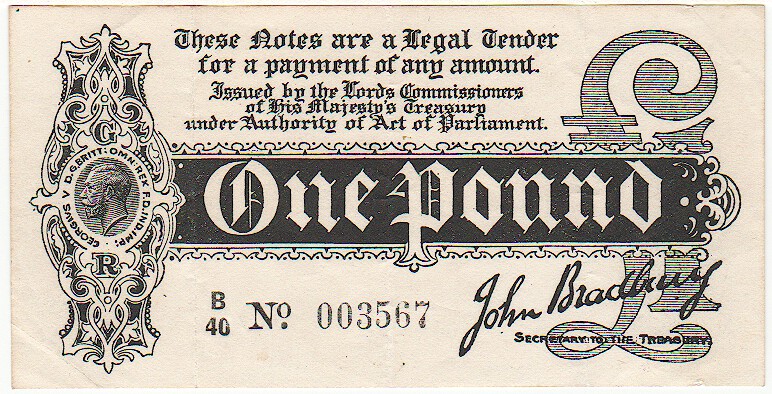 These Notes are a Legal Tender
for a payment of any amount.
Issued by the Lords Commissioners
of His Majesty's Treasury
under Authority of Act of Parliament.
£
G
GEORGIVS V D.G.BRITT:OMN:REX F.D.IND:IMP:
R
One Pound
B
40 No. 003567
£
John Bradbury
SECRETARY TO THE TREASURY.